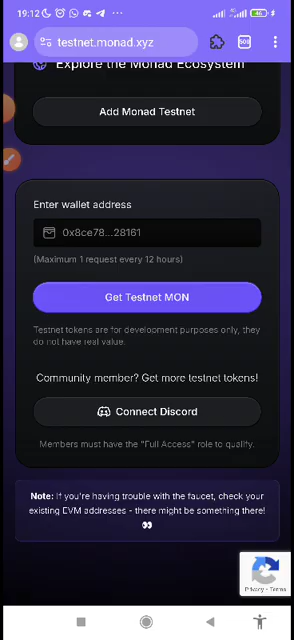 19:12
46
testnet.monad.xyz
Explore the Monad Ecosystem
Add Monad Testnet
Enter wallet address
0x8ce78...28161
(Maximum 1 request every 12 hours)
Get Testnet MON
Testnet tokens are for development purposes only, they
do not have real value.
Community member? Get more testnet tokens!
Connect Discord
Members must have the "Full Access" role to qualify.
Note: If you're having trouble with the faucet, check your
existing EVM addresses - there might be something there!
👀
Privacy - Terms